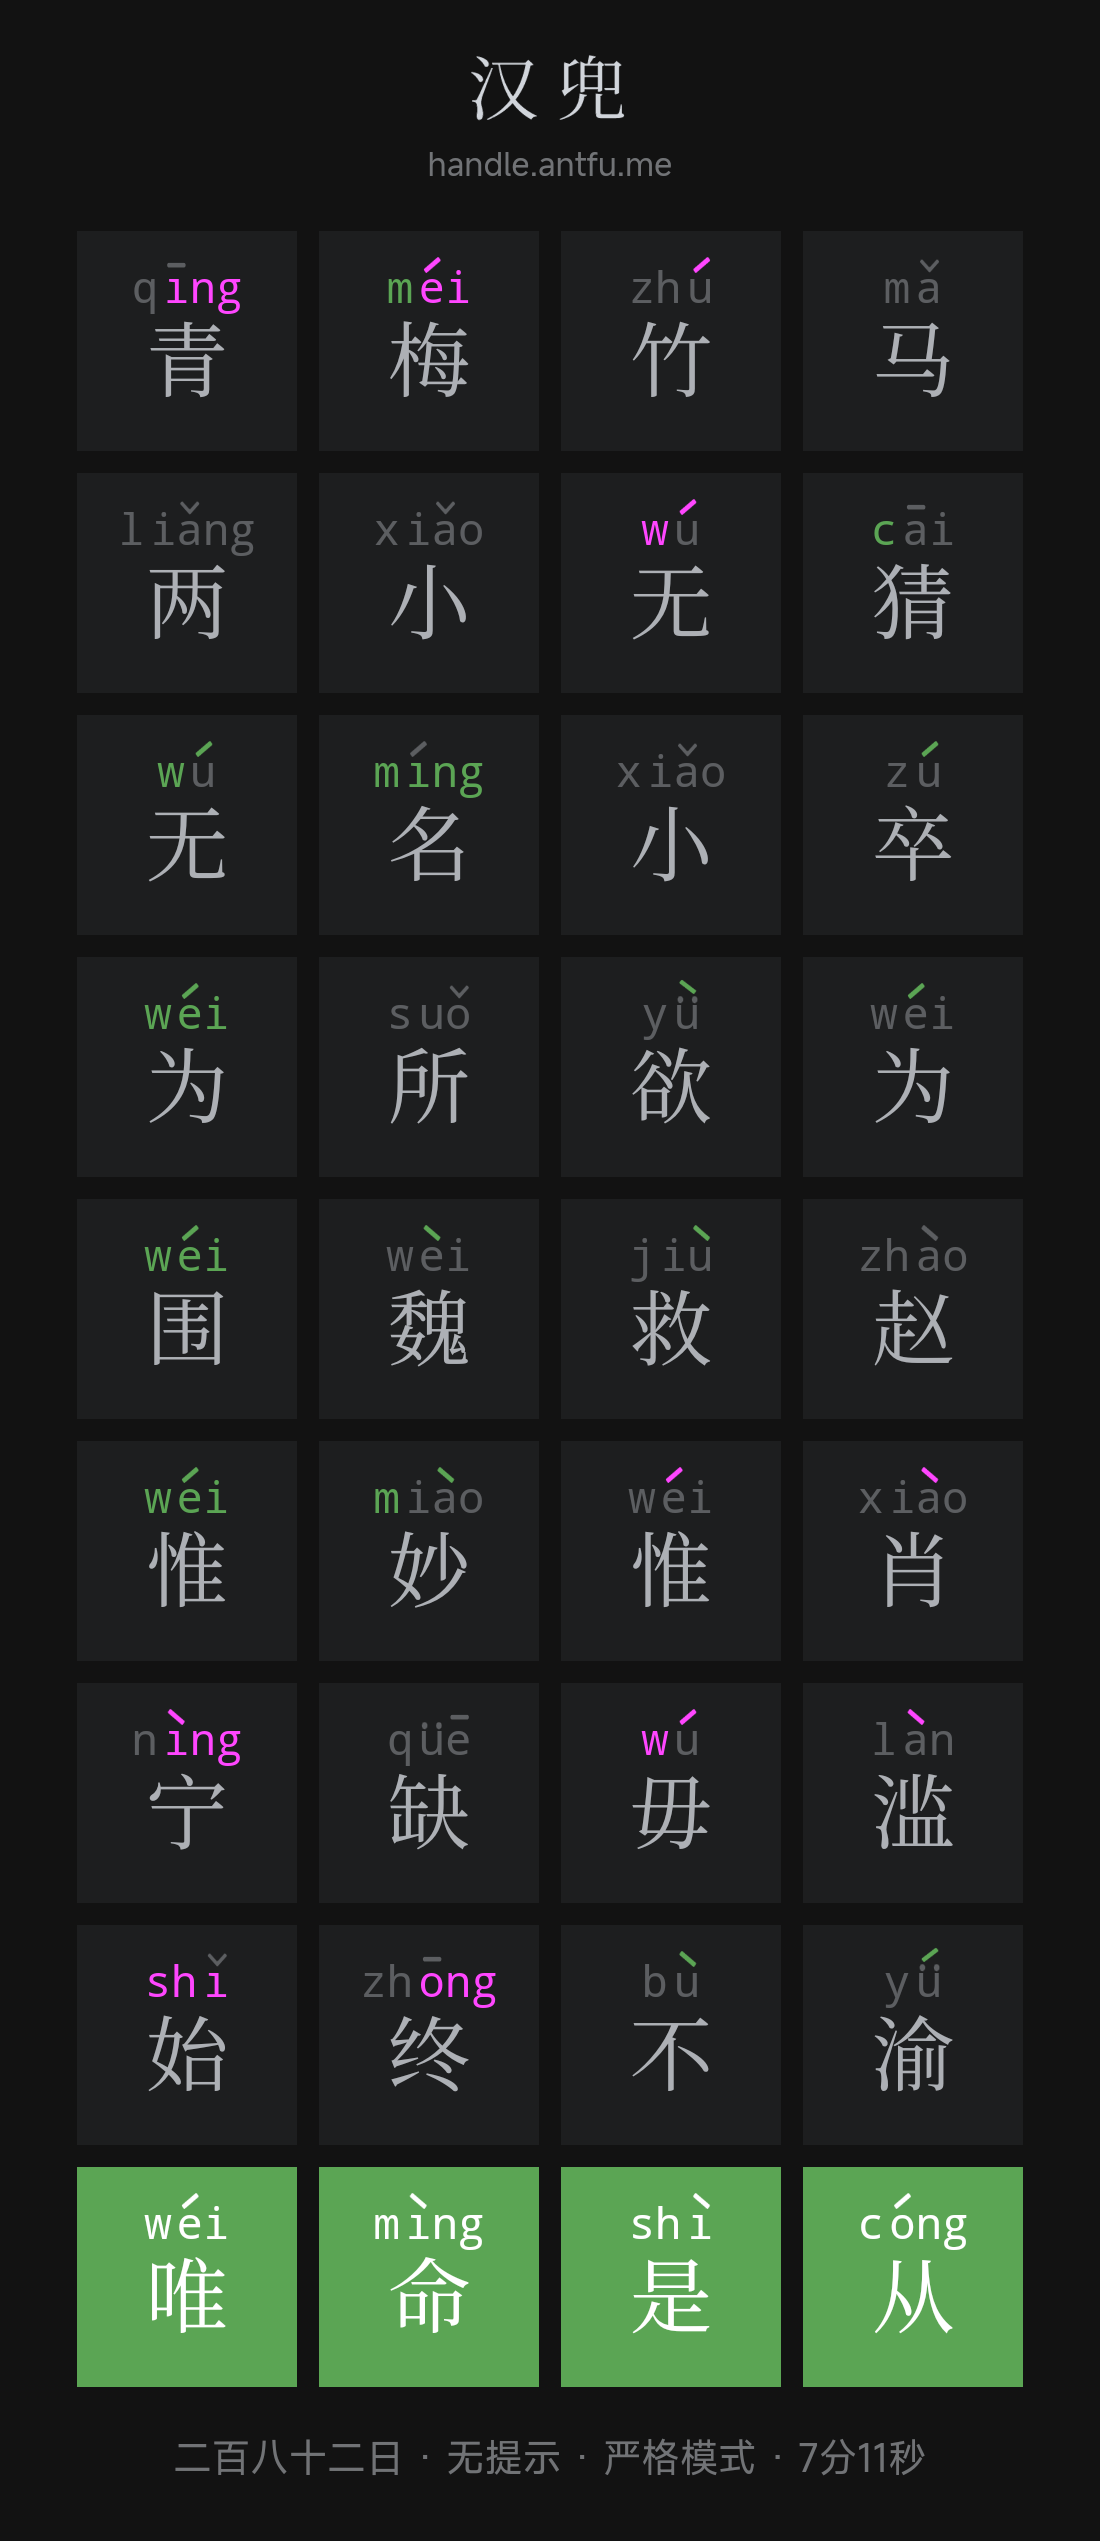 汉兜
handle.antfu.me
qīng méi zhú mǎ
青 梅 竹 马
liǎng xiǎo wú cāi
两 小 无 猜
wú míng xiǎo zú
无 名 小 卒
wéi suǒ yǜ wéi
为 所 欲 为
wéi wèi jiù zhào
围 魏 救 赵
wéi miào wéi xiào
惟 妙 惟 肖
nìng qüē wú làn
宁 缺 毋 滥
shǐ zhōng bù yǘ
始 终 不 渝
wéi mìng shì cóng
唯 命 是 从
二百八十二日 · 无提示 · 严格模式 · 7分11秒